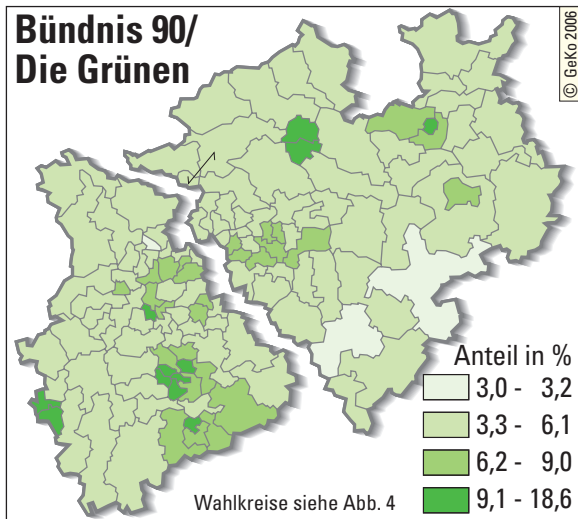 Bündnis 90/
Die Grünen
© GeKo 2006
Anteil in %
3,0 - 3,2
3,3 - 6,1
6,2 - 9,0
9,1 - 18,6
Wahlkreise siehe Abb. 4